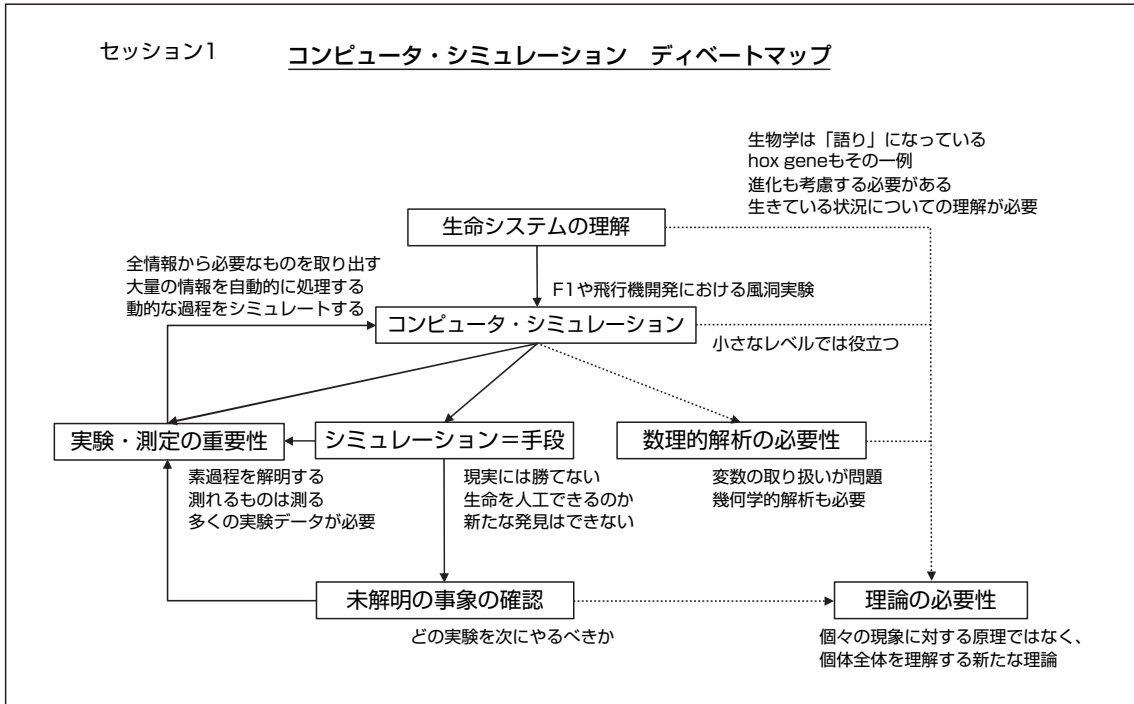 セッション1
コンピュータ・シミュレーション　ディベートマップ
生物学は「語り」になっている
hox geneもその一例
進化も考慮する必要がある
生きている状況についての理解が必要
生命システムの理解
全情報から必要なものを取り出す
大量の情報を自動的に処理する
動的な過程をシミュレートする
F1や飛行機開発における風洞実験
コンピュータ・シミュレーション
小さなレベルでは役立つ
実験・測定の重要性
シミュレーション＝手段
数理的解析の必要性
素過程を解明する
測れるものは測る
多くの実験データが必要
現実には勝てない
生命を人工できるのか
新たな発見はできない
変数の取り扱いが問題
幾何学的解析も必要
未解明の事象の確認
理論の必要性
どの実験を次にやるべきか
個々の現象に対する原理ではなく、
個体全体を理解する新たな理論